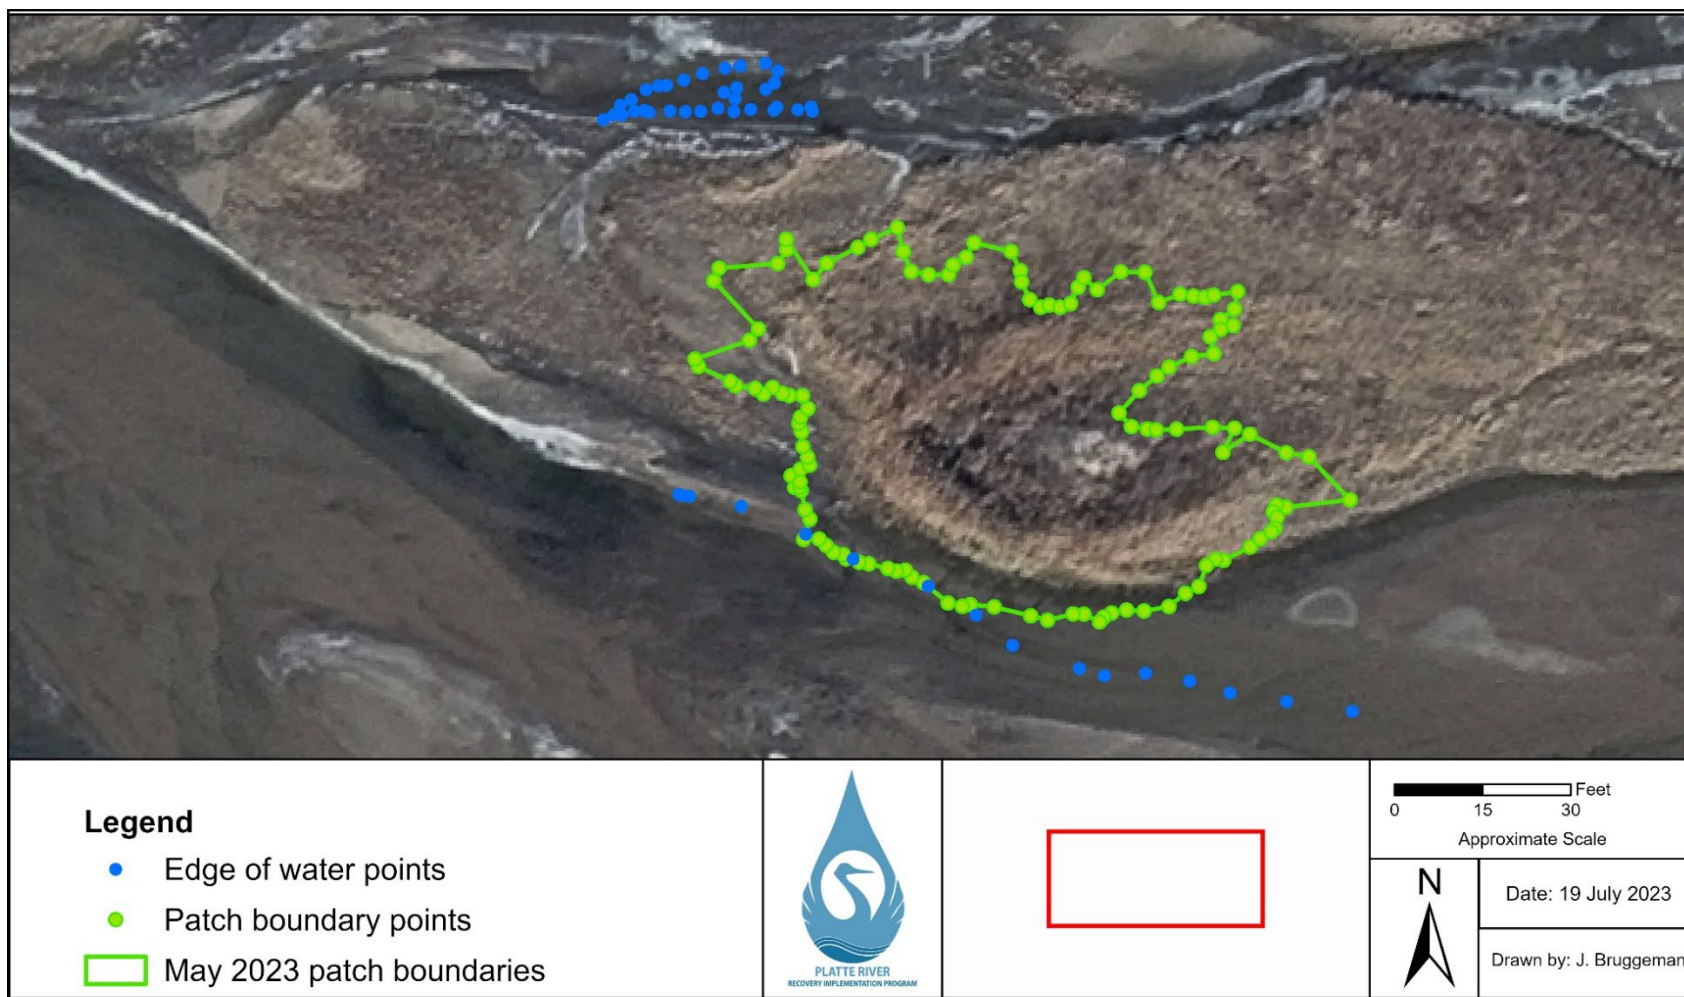 Legend
Edge of water points
Patch boundary points
May 2023 patch boundaries
PLATTE RIVER
RECOVERY IMPLEMENTATION PROGRAM
Feet
0 15 30
Approximate Scale
N
Date: 19 July 2023
Drawn by: J. Bruggeman